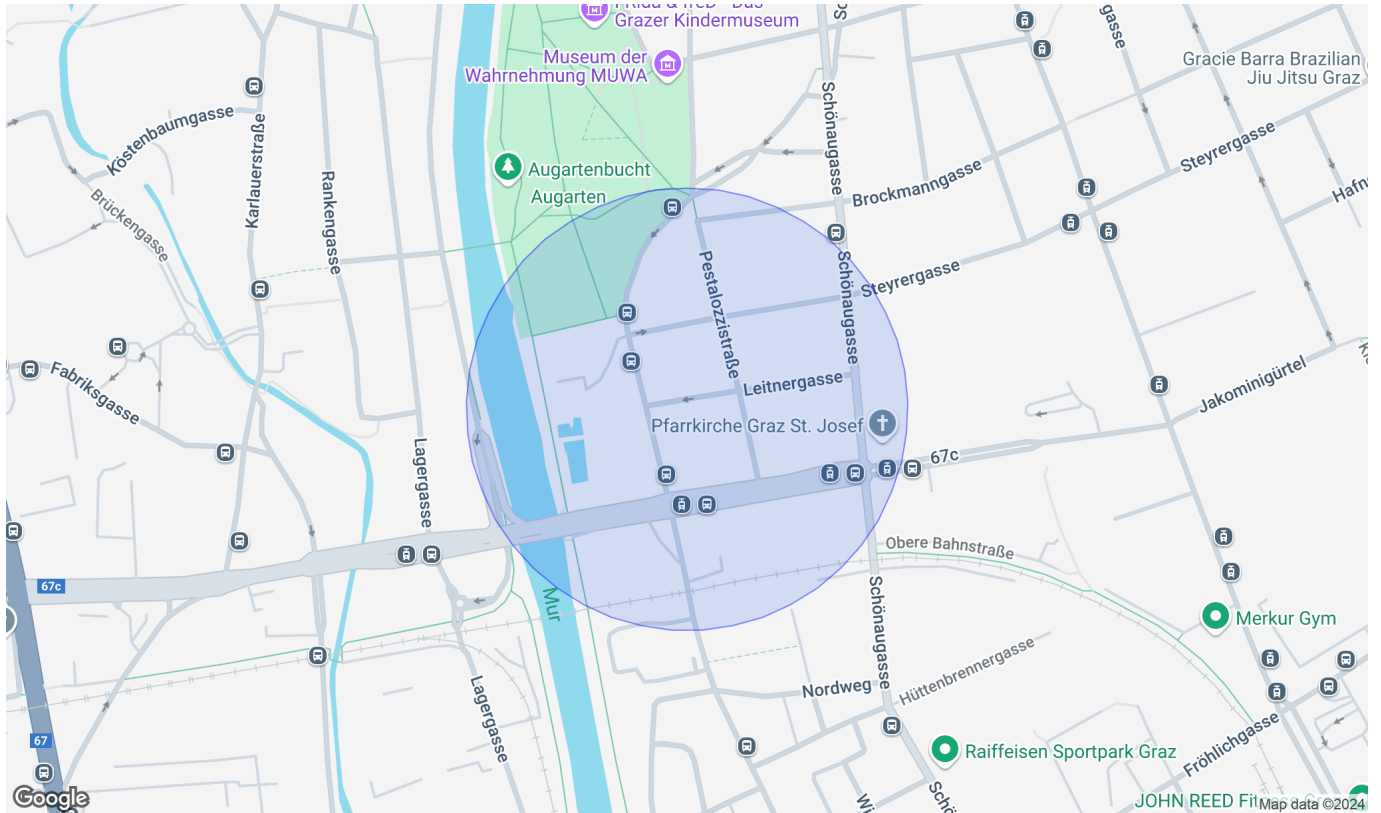 Frida & freD - Das
Grazer Kindermuseum
Museum der
Wahrnehmung MUWA
Gracie Barra Brazilian
Jiu Jitsu Graz
Köstenbaumgasse
Karlauerstraße
Rankengasse
Brückengasse
Schönaugasse
Steyrergasse
Brockmanngasse
Augartenbucht
Augarten
Pestalozzistraße
Schönaugasse
Steyrergasse
Fabriksgasse
Leitnergasse
Jakominigürtel
Pfarrkirche Graz St. Josef
67c
Lagergasse
Obere Bahnstraße
67c
Mur
Schönaugasse
Merkur Gym
Hüttenbrennergasse
Nordweg
Lagergasse
67
Raiffeisen Sportpark Graz
Fröhlichgasse
Google
JOHN REED
Map data ©2024